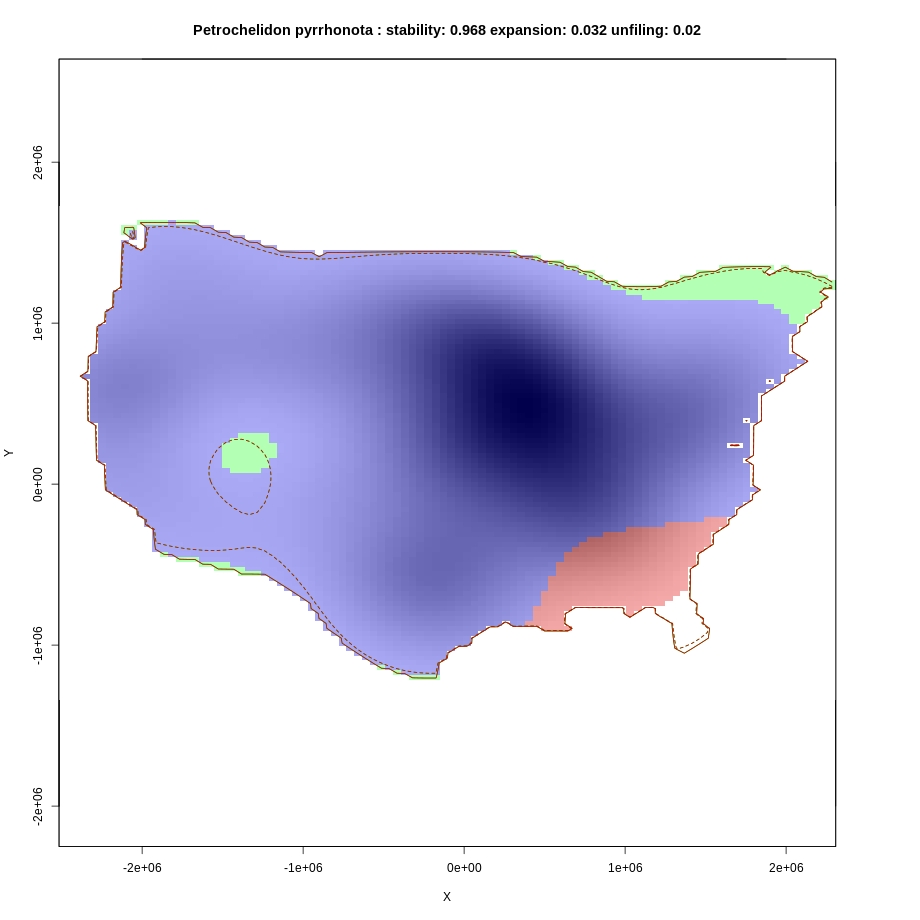 Petrochelidon pyrrhonota : stability: 0.968 expansion: 0.032 unfiling: 0.02
2e+06
1e+06
Y
0e+00
-1e+06
-2e+06
-2e+06 -1e+06 0e+00 1e+06 2e+06
X